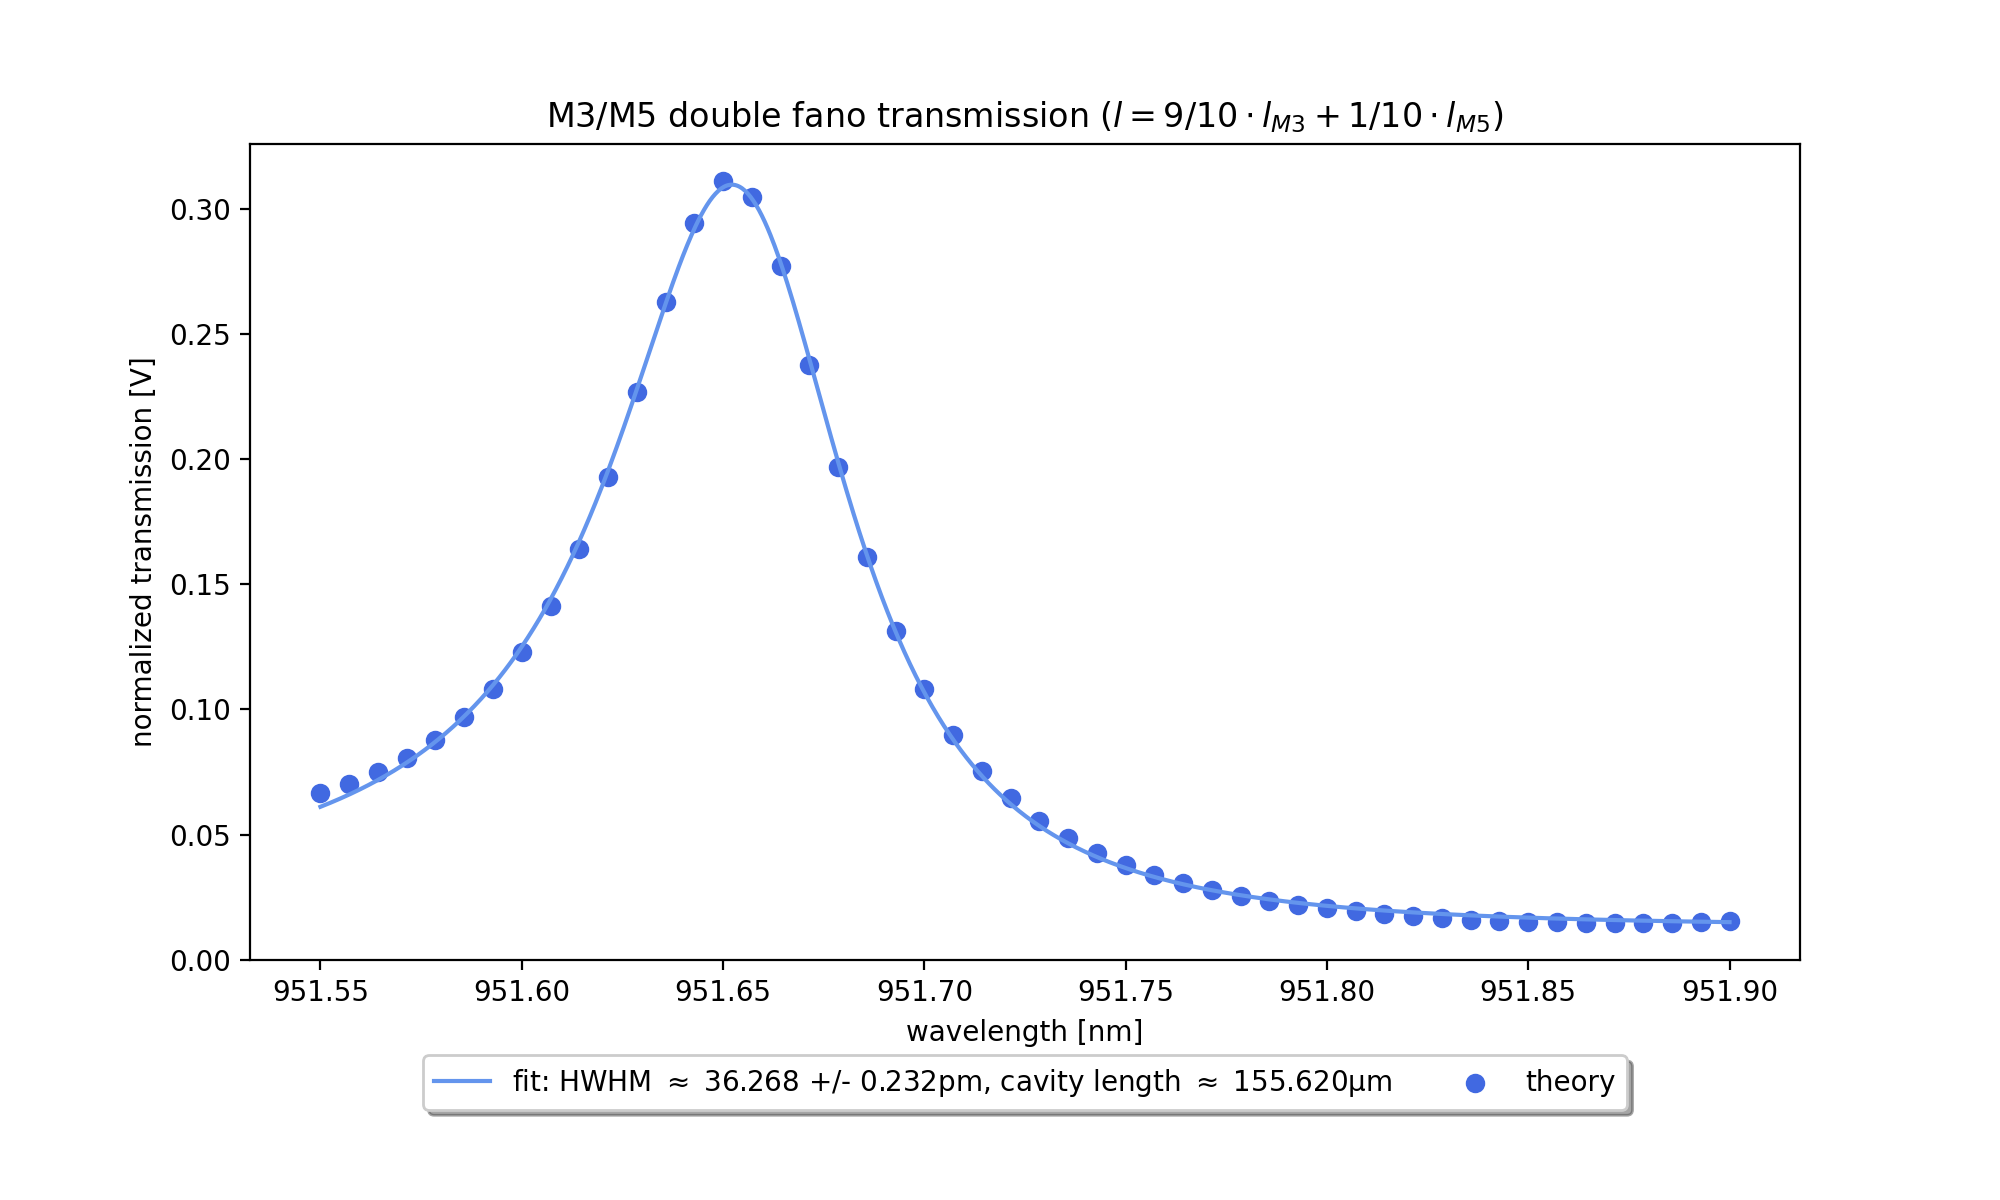 M3/M5 double fano transmission (l = 9/10 · l_M3 + 1/10 · l_M5)
normalized transmission [V]
0.30
0.25
0.20
0.15
0.10
0.05
0.00
951.55 951.60 951.65 951.70 951.75 951.80 951.85 951.90
wavelength [nm]
fit: HWHM ≈ 36.268 +/- 0.232pm, cavity length ≈ 155.620μm theory